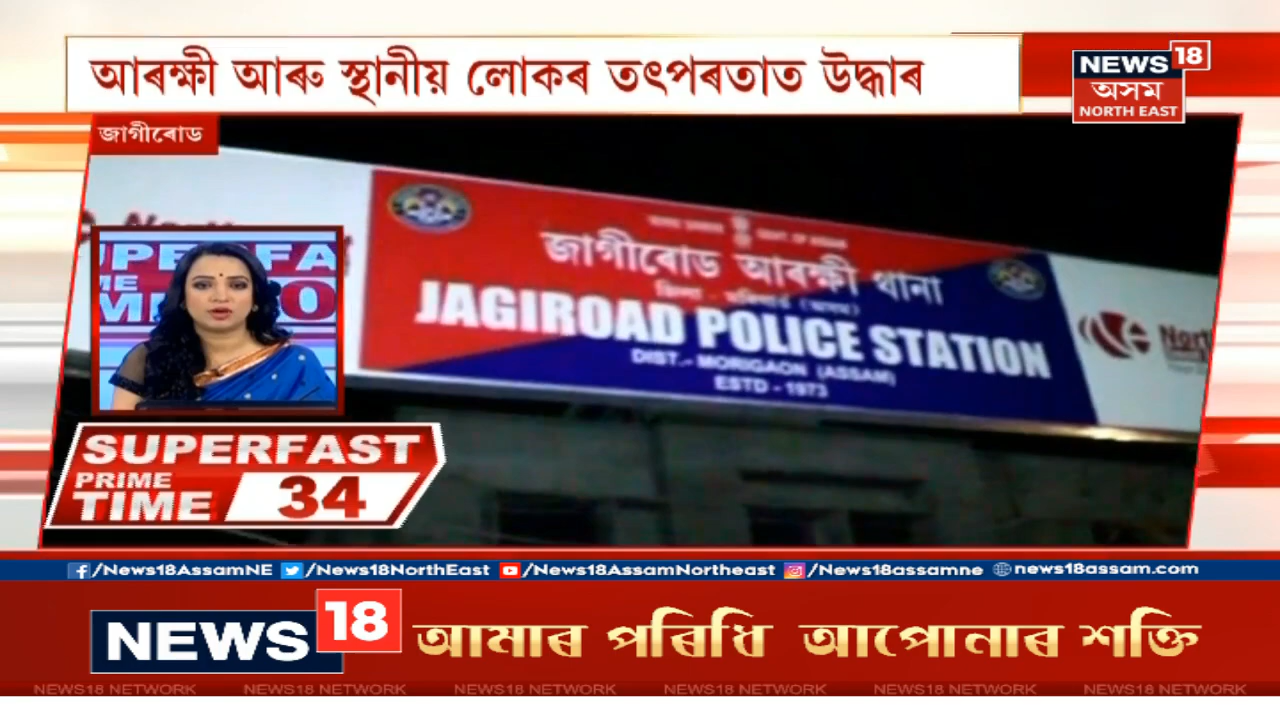 আৰক্ষী আৰু স্থানীয় লোকৰ তৎপৰতাত উদ্ধাৰ
NEWS 18
অসম
NORTH EAST
জাগীৰোড
জাগীৰোড আৰক্ষী থানা
JAGIROAD POLICE STATION
DIST.- MORIGAON (ASSAM)
ESTD - 1973
SUPERFAST
PRIME
TIME 34
/News18AssamNE /News18NorthEast /News18AssamNortheast /News18assamne news18assam.com
NEWS 18 আমাৰ পৰিধি আপোনাৰ শক্তি
NEWS18 NETWORK NEWS18 NETWORK NEWS18 NETWORK NEWS18 NETWORK NEWS18 NETWORK NEWS18 NETWORK